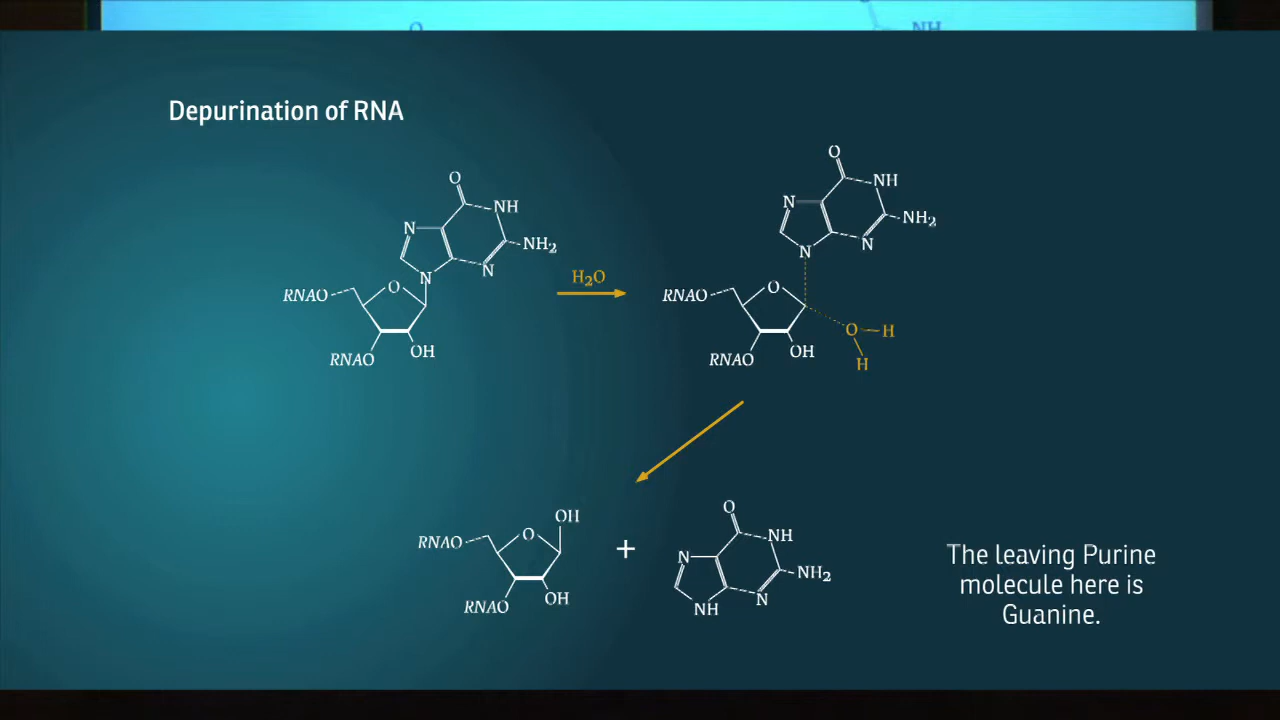 O
NH
Depurination of RNA
O
NH
N
NH2
N
N
H2O
RNAO
O
RNAO
OH
O
NH
N
NH2
N
N
RNAO
O
O
H
RNAO
OH
H
OH
RNAO
O
RNAO
OH
+
O
NH
N
NH2
N
NH
The leaving Purine
molecule here is
Guanine.